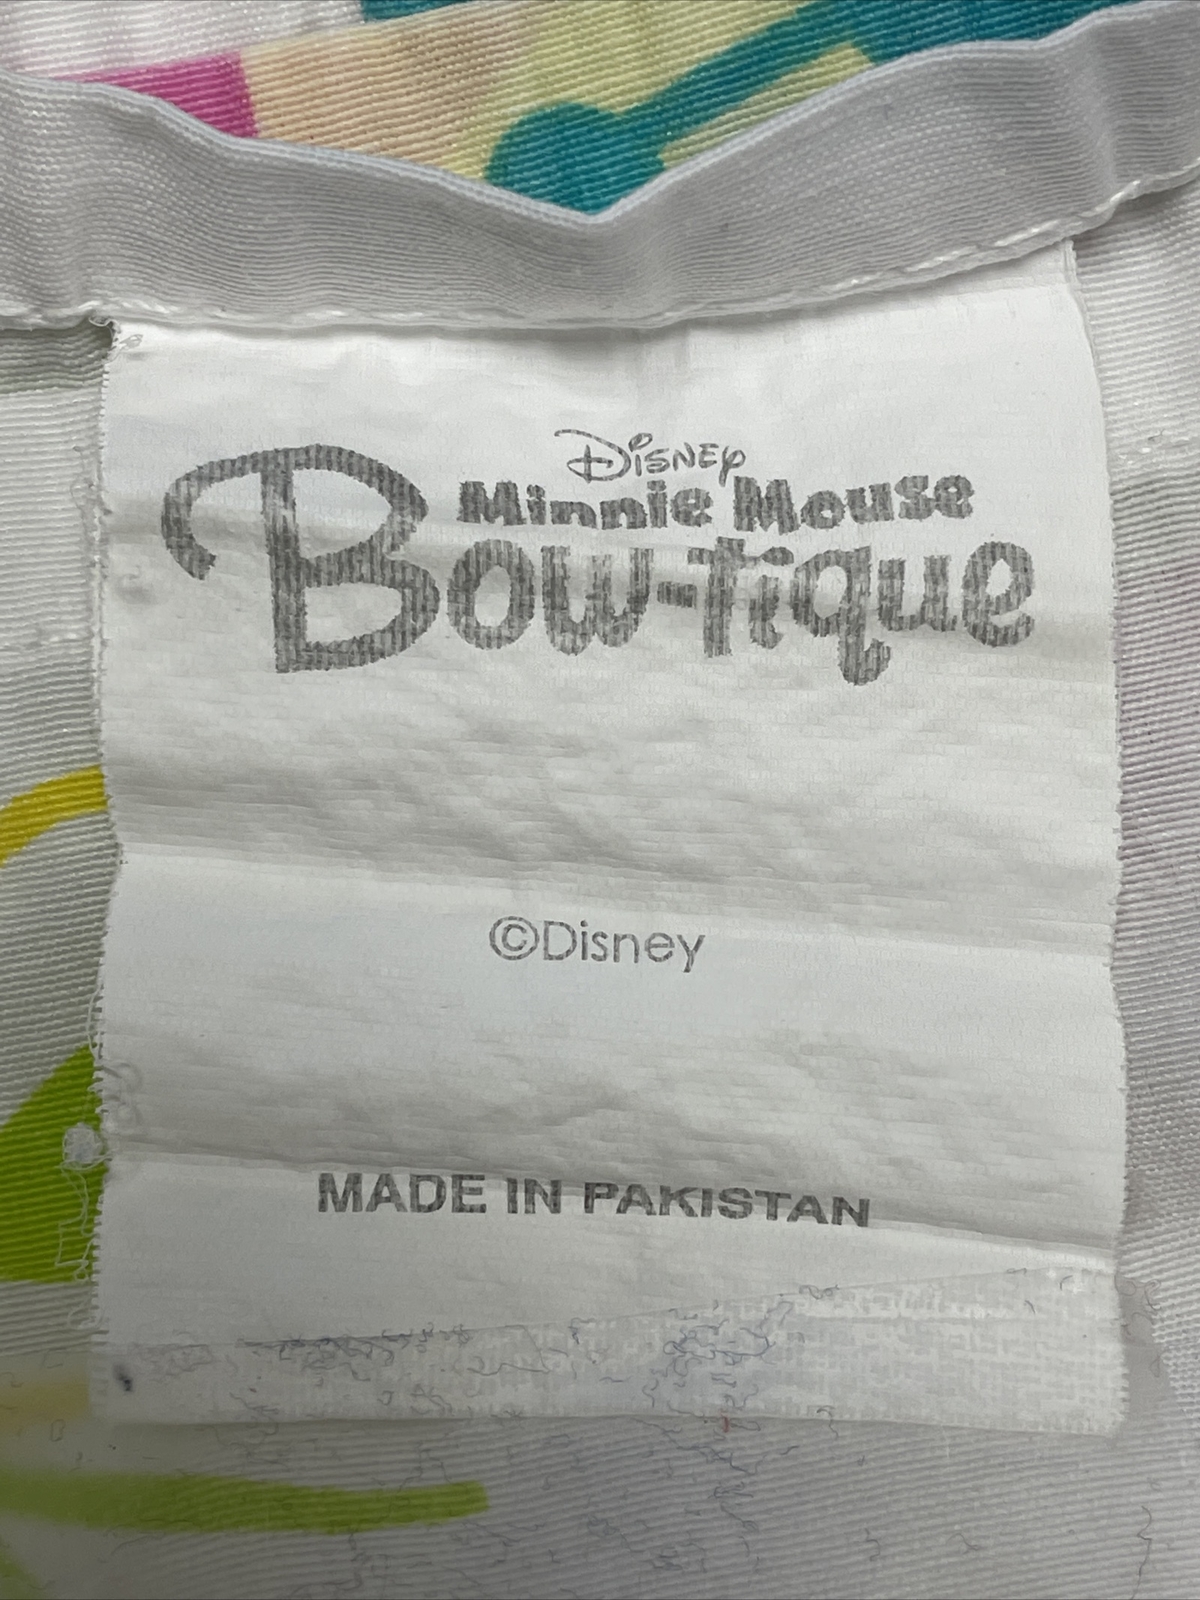 Disney
Minnie Mouse
Bow-tique
©Disney
MADE IN PAKISTAN